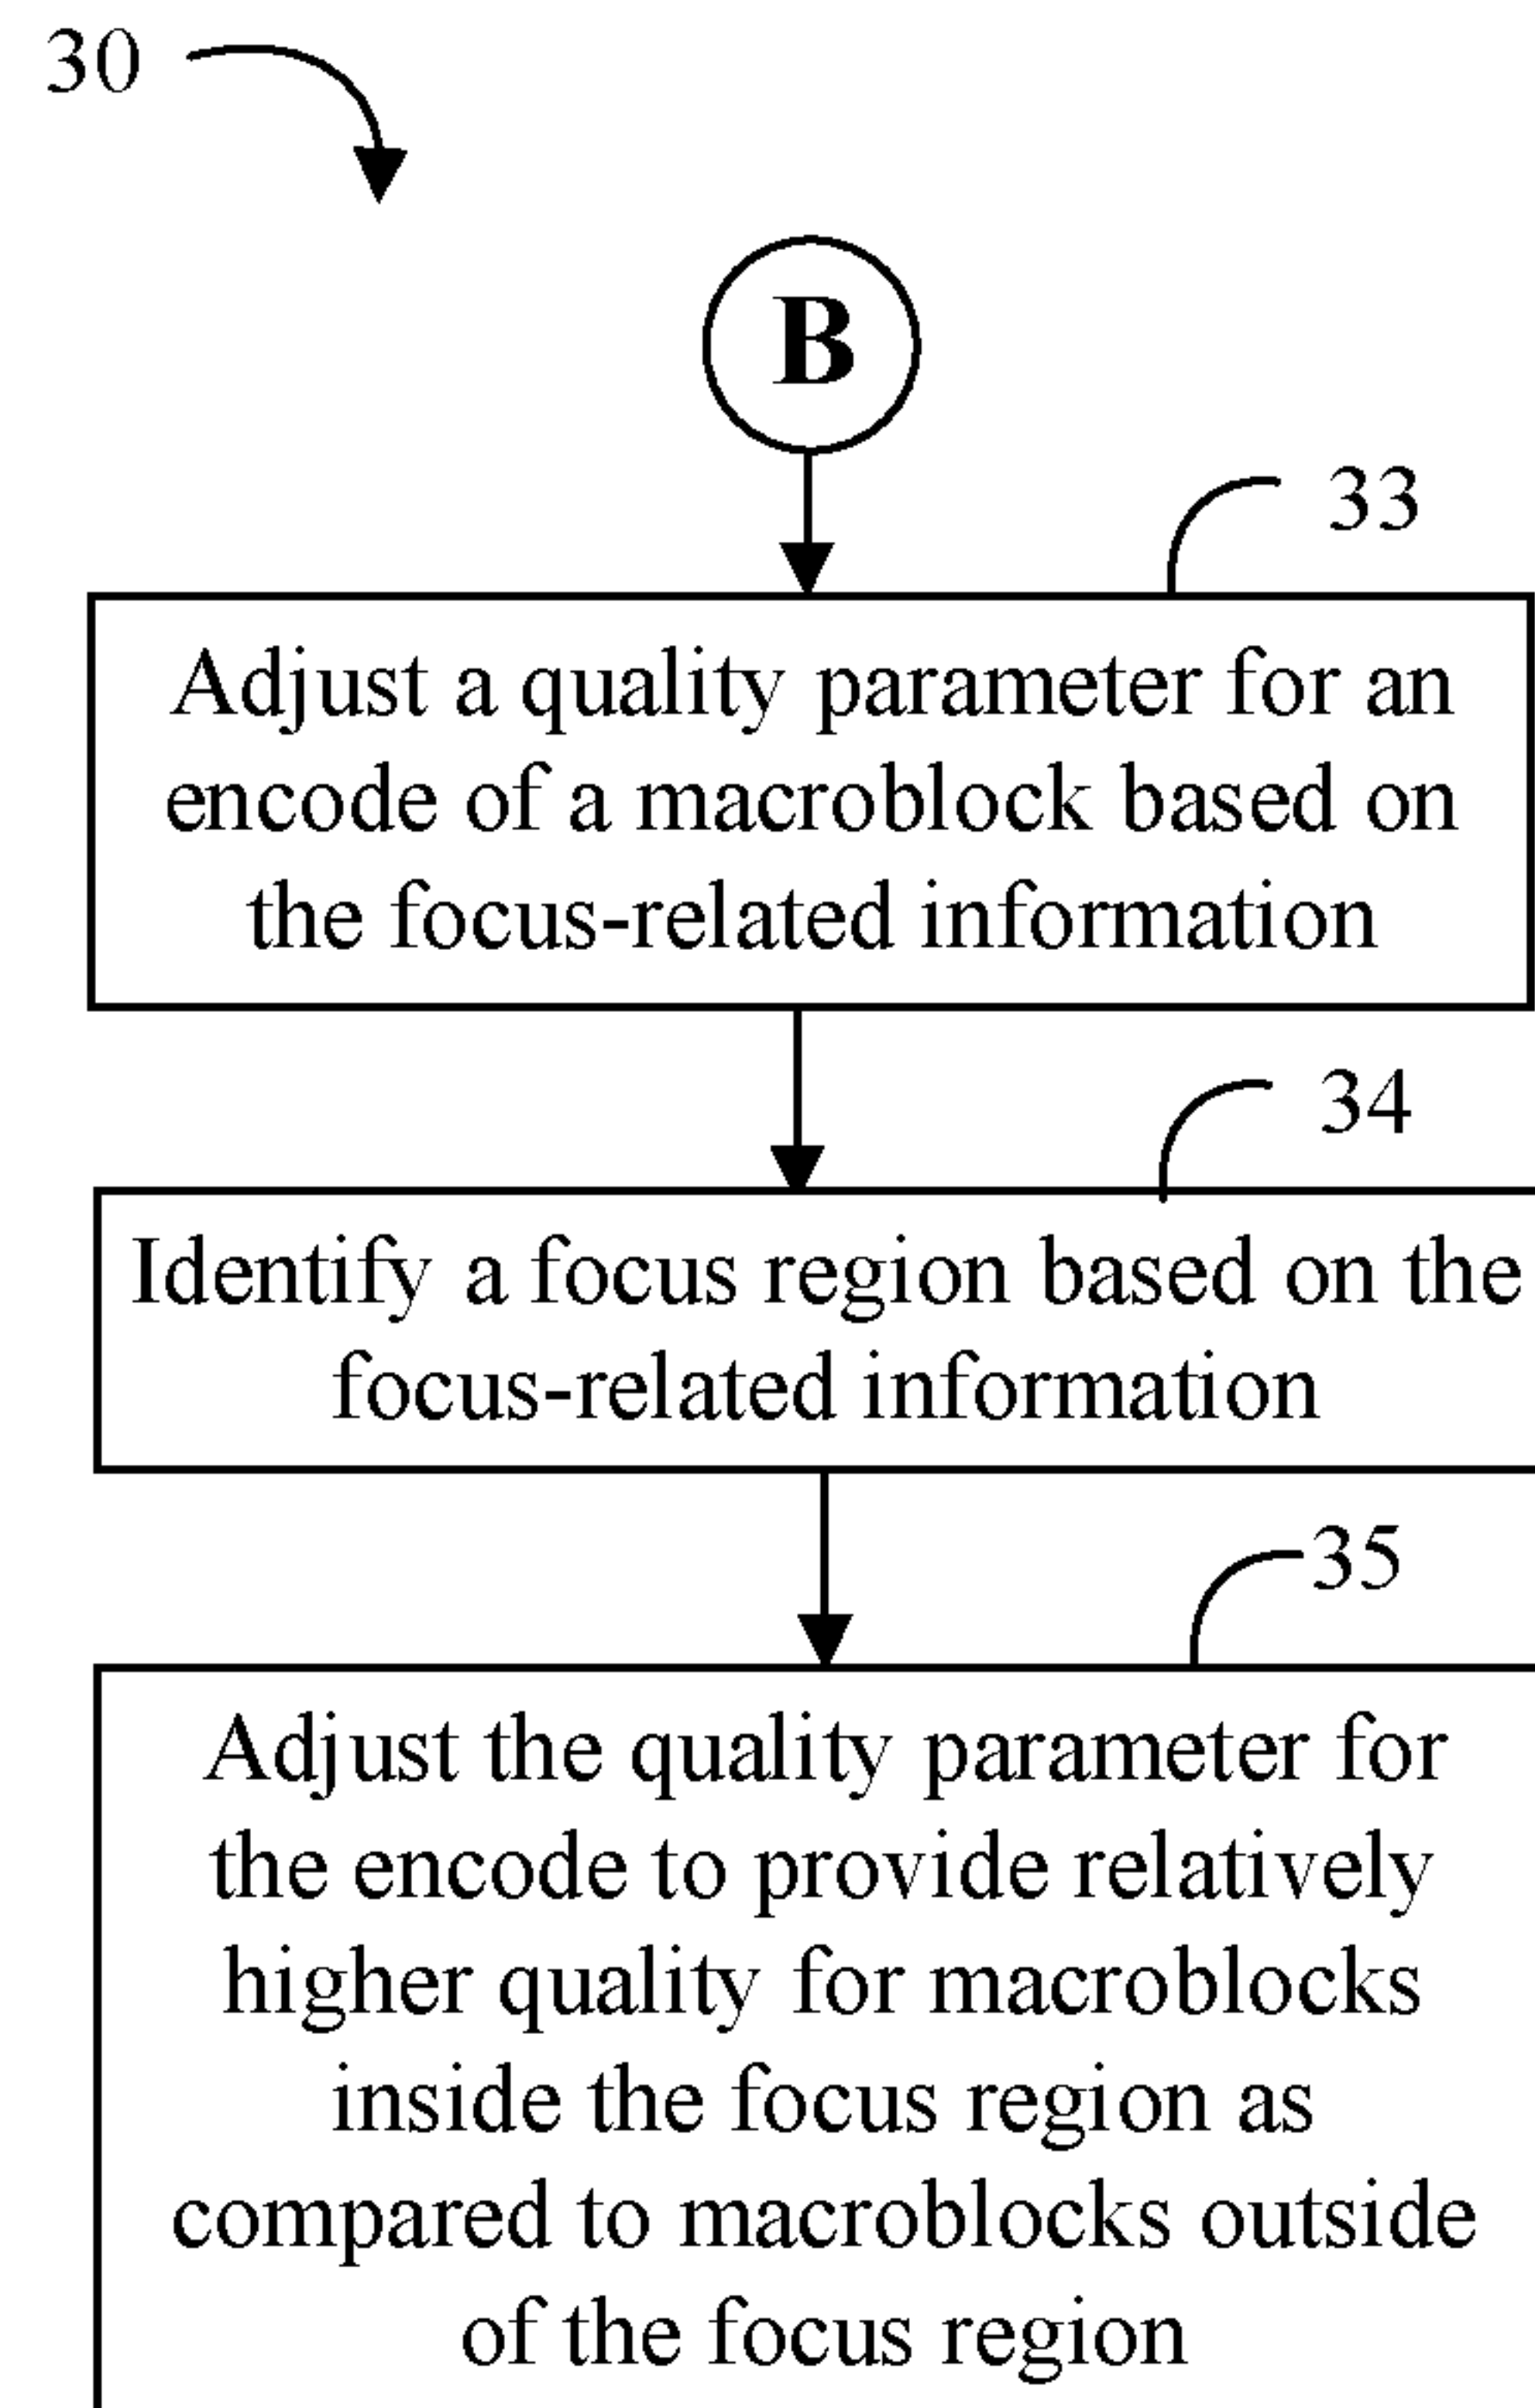 30
B
33
Adjust a quality parameter for an
encode of a macroblock based on
the focus-related information
34
Identify a focus region based on the
focus-related information
35
Adjust the quality parameter for
the encode to provide relatively
higher quality for macroblocks
inside the focus region as
compared to macroblocks outside
of the focus region